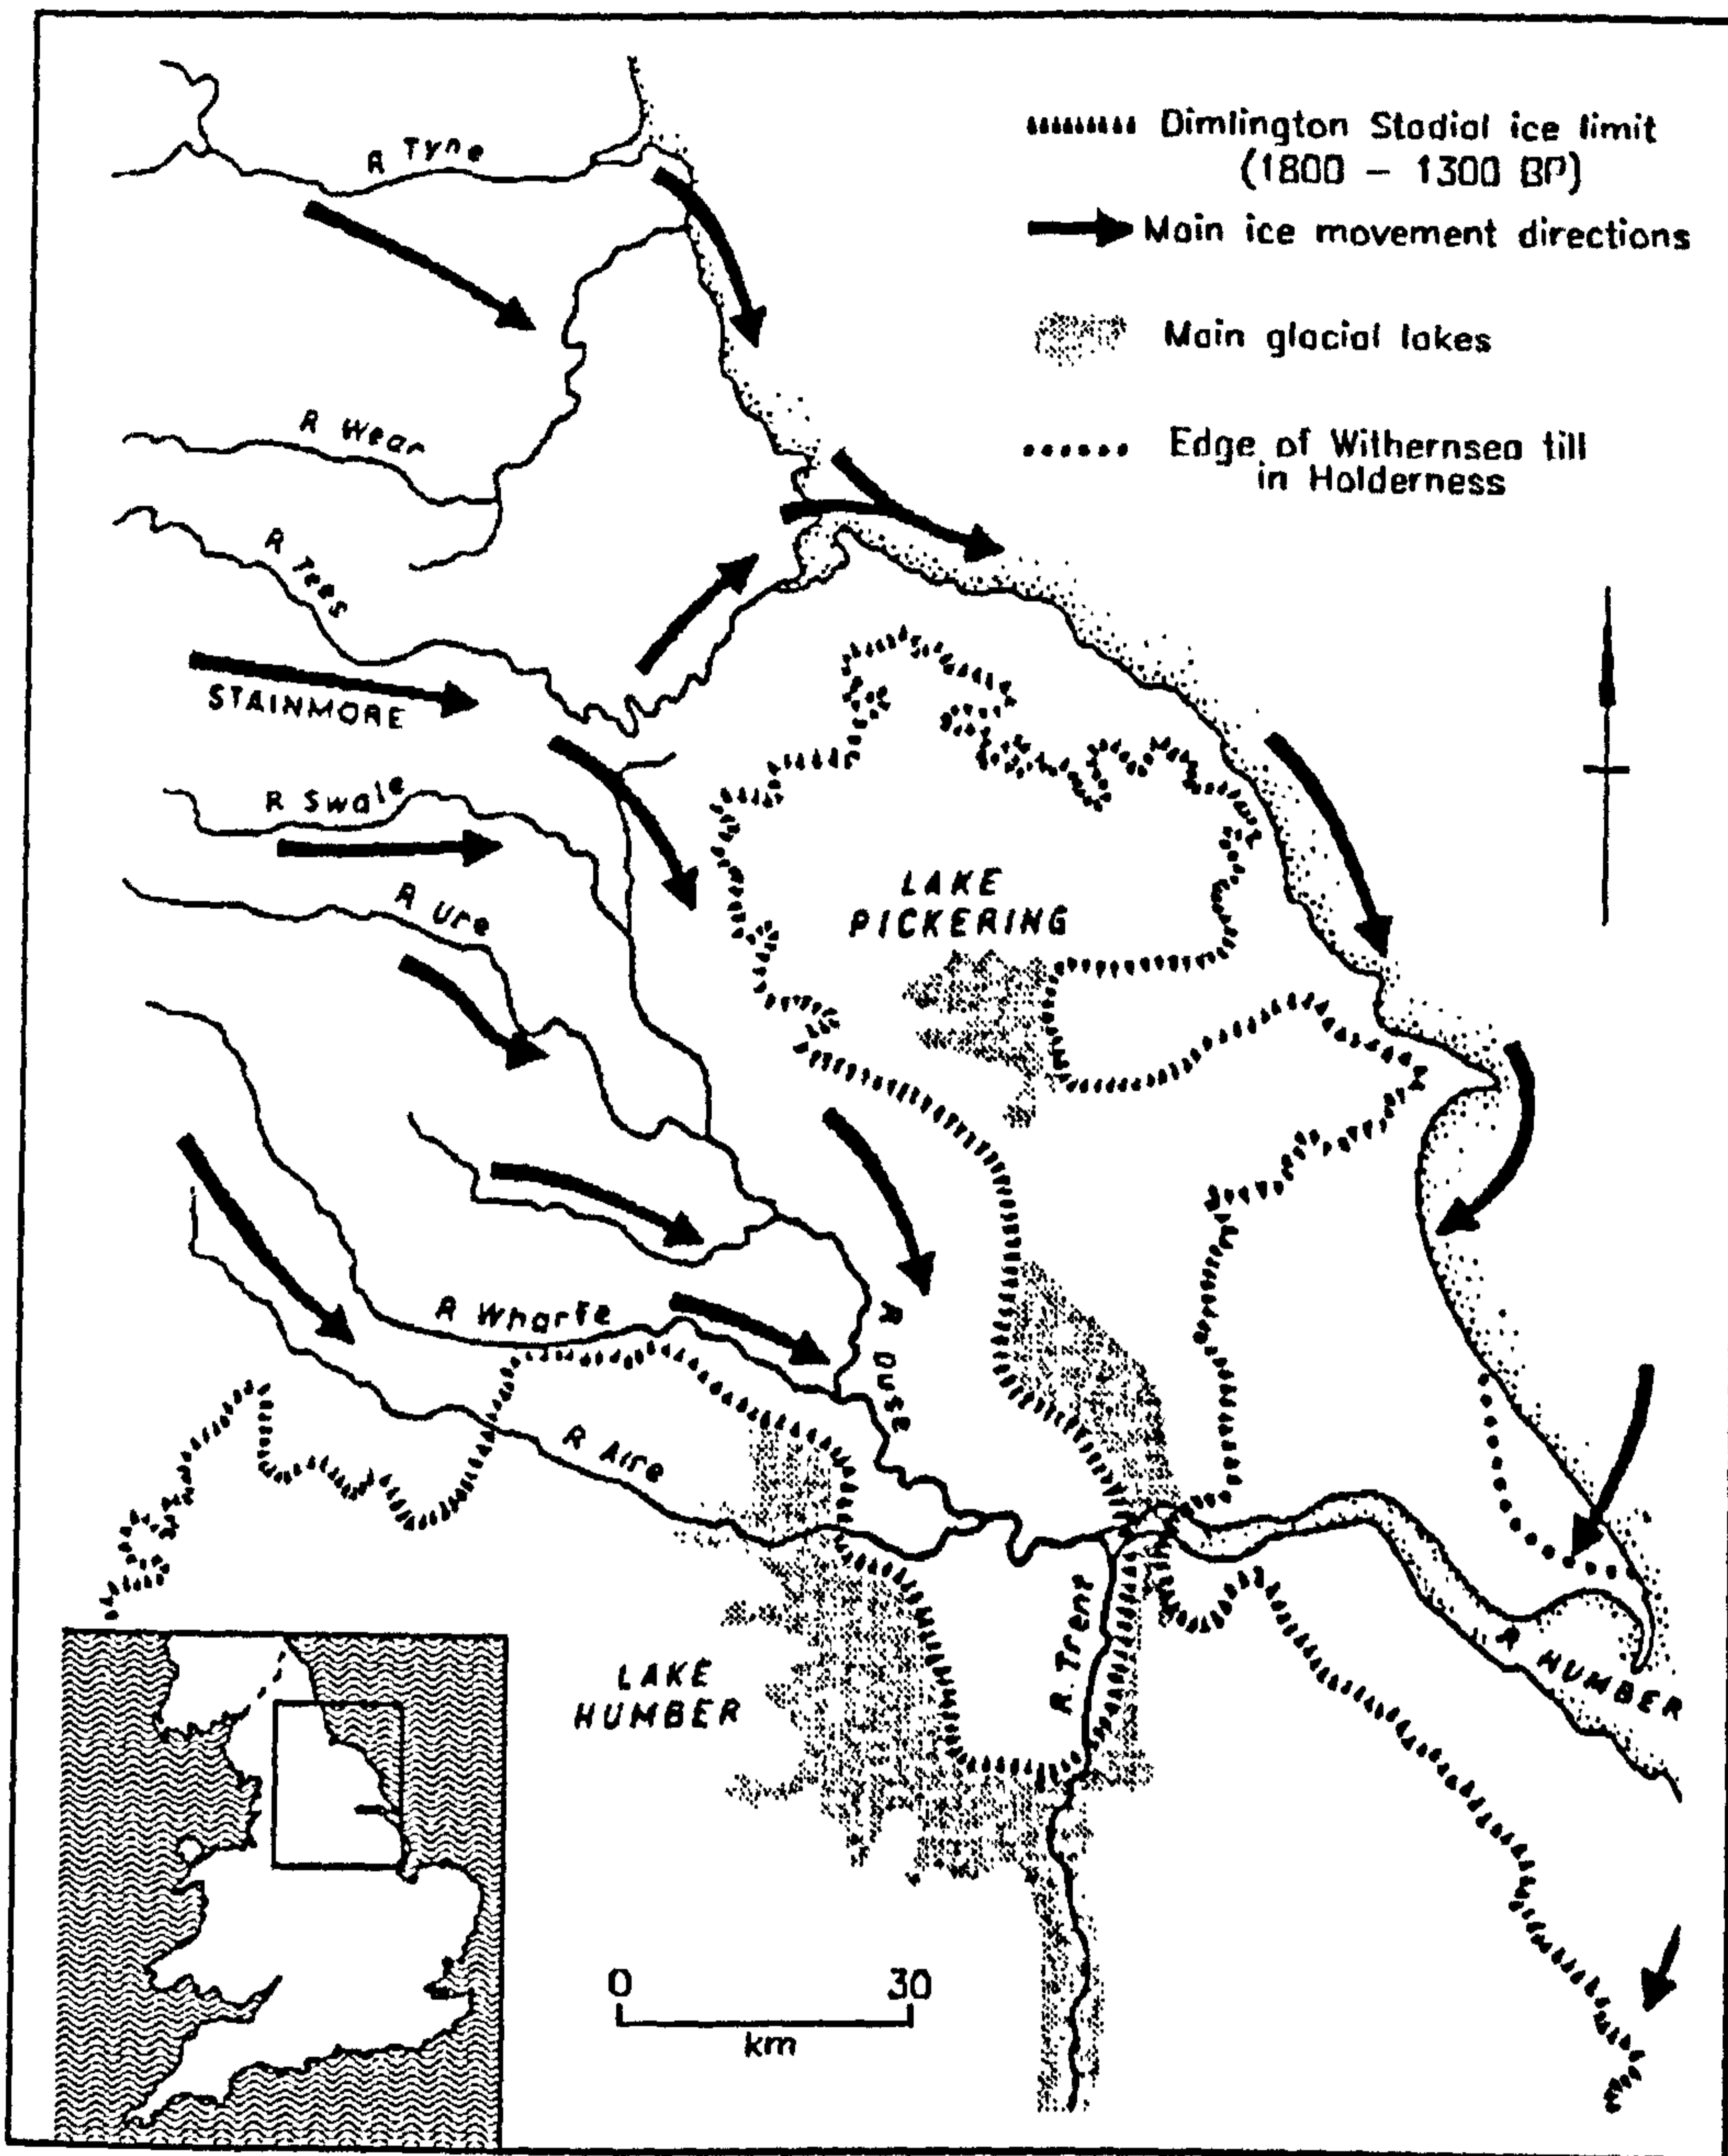 Dimlington Stadial ice limit
(1800 – 1300 BP)
Main ice movement directions
Main glacial lakes
Edge of Withernsea till
in Holderness
R Tyne
R Wear
R Tees
STAINMORE
R Swale
R Ure
LAKE
PICKERING
R Wharfe
R Ouse
R Aire
R. Trent
R HUMBER
LAKE
HUMBER
0 30
km